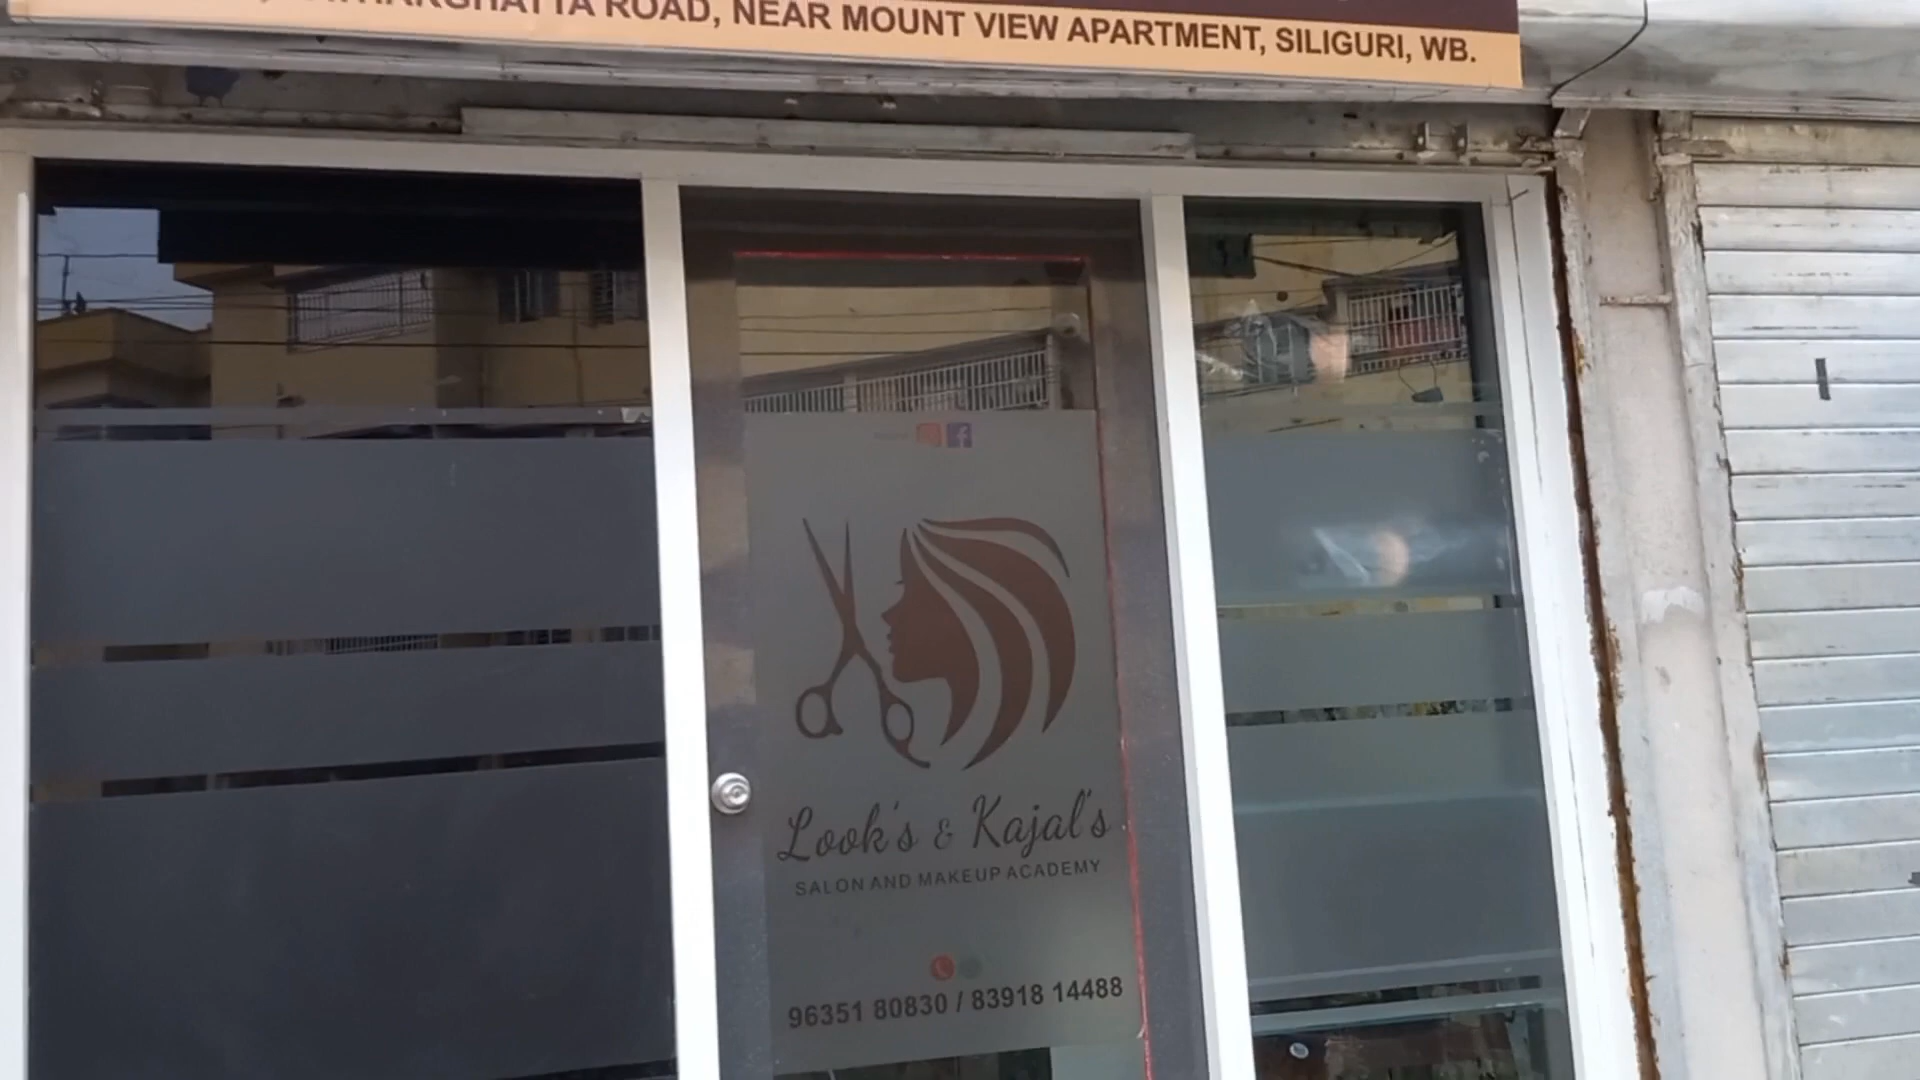 ROAD, NEAR MOUNT VIEW APARTMENT, SILIGURI, WB.
Look's & Kajal's
SALON AND MAKEUP ACADEMY
96351 80830 / 83918 14488